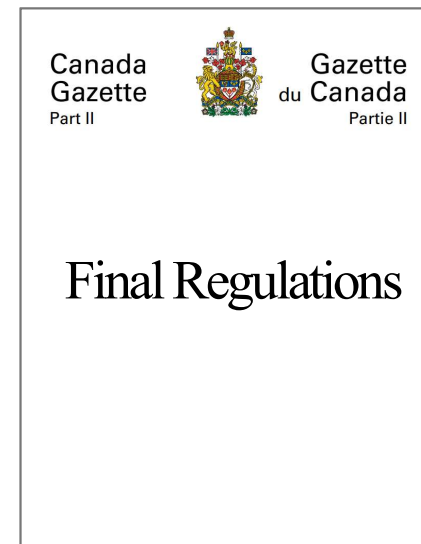 Canada
Gazette
Part II
Gazette
du Canada
Partie II
Final Regulations